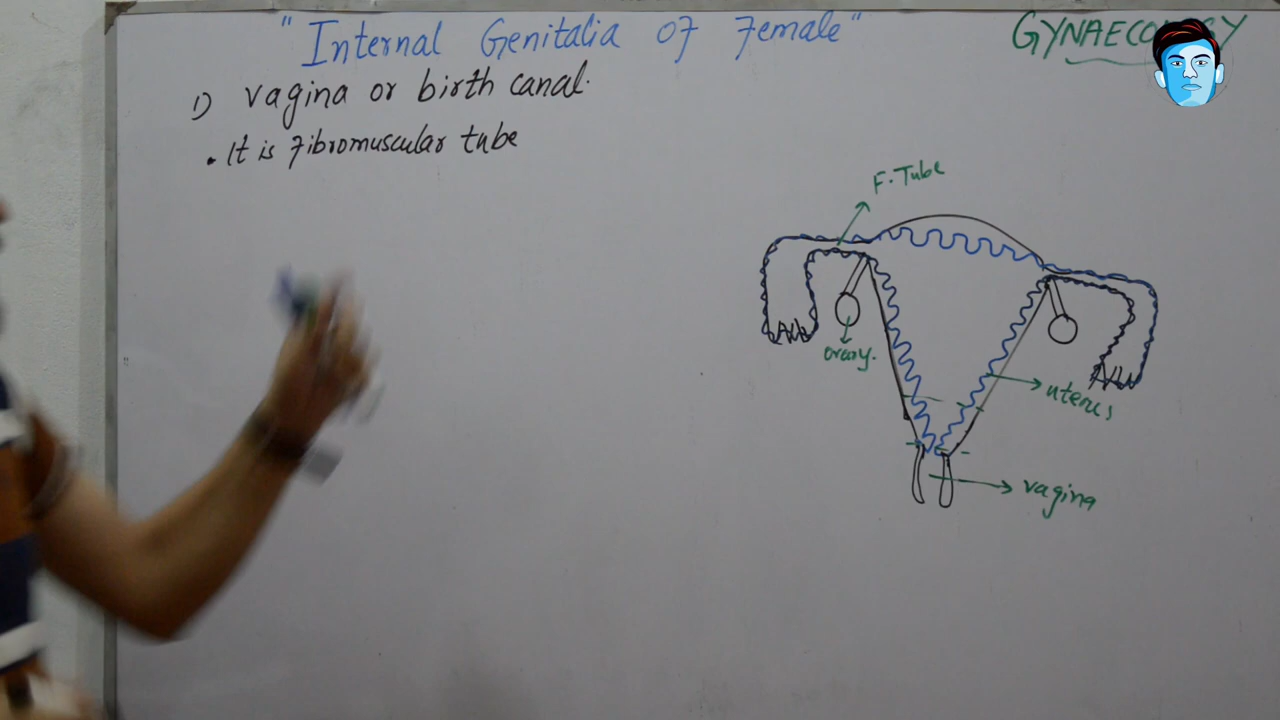 "Internal Genitalia of Female"
GYNAECO
1) vagina or birth canal.
• It is Fibromuscular tube
F. Tube
ovary.
uterus
vagina